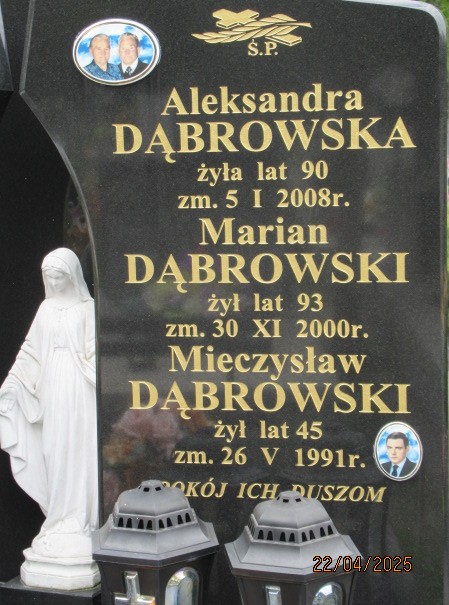 Ś.P.
Aleksandra
DĄBROWSKA
żyła lat 90
zm. 5 I 2008r.
Marian
DĄBROWSKI
żył lat 93
zm. 30 XI 2000r.
Mieczysław
DĄBROWSKI
żył lat 45
zm. 26 V 1991r.
POKÓJ ICH DUSZOM
22/04/2025